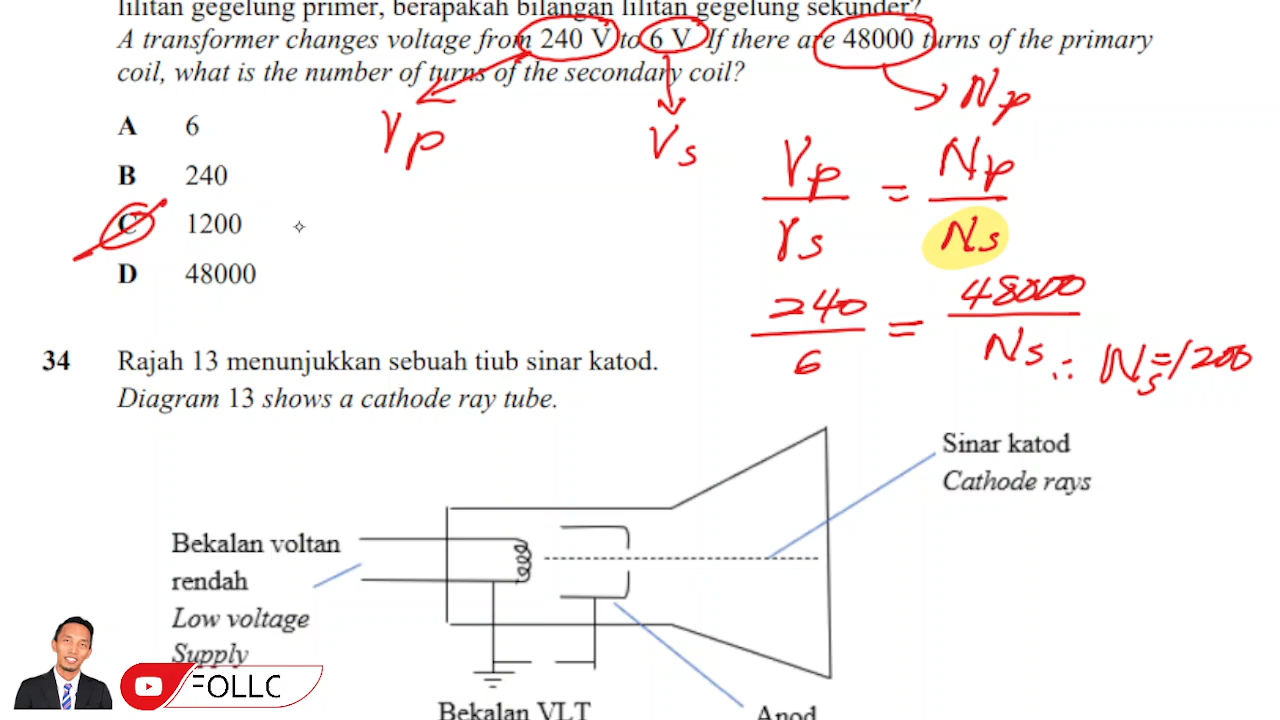 lilitan gegelung primer, berapakah bilangan lilitan gegelung sekunder?
A transformer changes voltage from 240 V to 6 V. If there are 48000 turns of the primary
coil, what is the number of turns of the secondary coil?
Vp
Vs
Np
A 6
B 240
C 1200
D 48000
Vp/Vs = Np/Ns
240/6 = 48000/Ns ∴ Ns = 1200
34 Rajah 13 menunjukkan sebuah tiub sinar katod.
Diagram 13 shows a cathode ray tube.
Sinar katod
Cathode rays
Bekalan voltan
rendah
Low voltage
Supply
Bekalan VLT
Anod
FOLLO